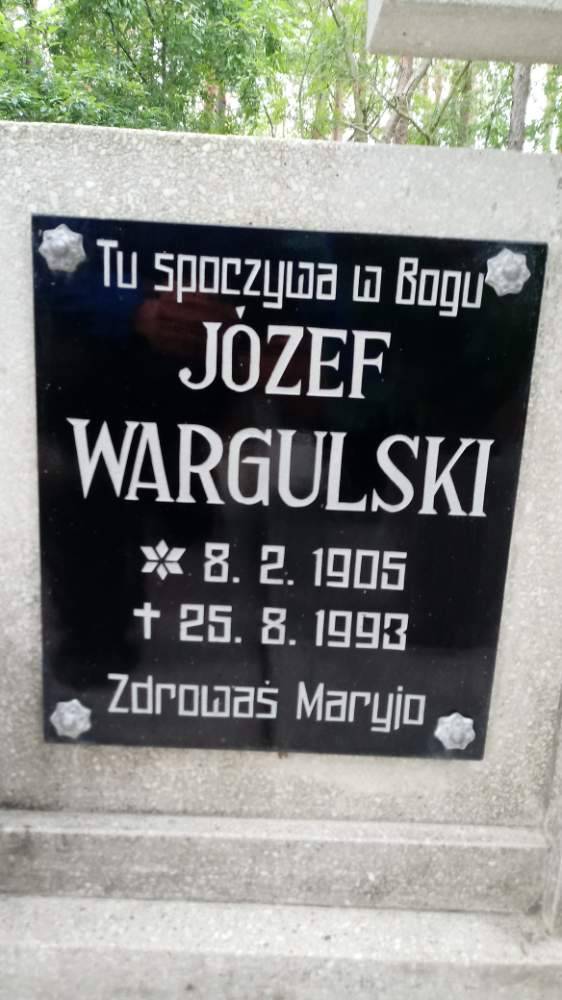 Tu spoczywa w Bogu
JÓZEF
WARGULSKI
* 8. 2. 1905
✝ 25. 8. 1993
Zdrowaś Maryjo